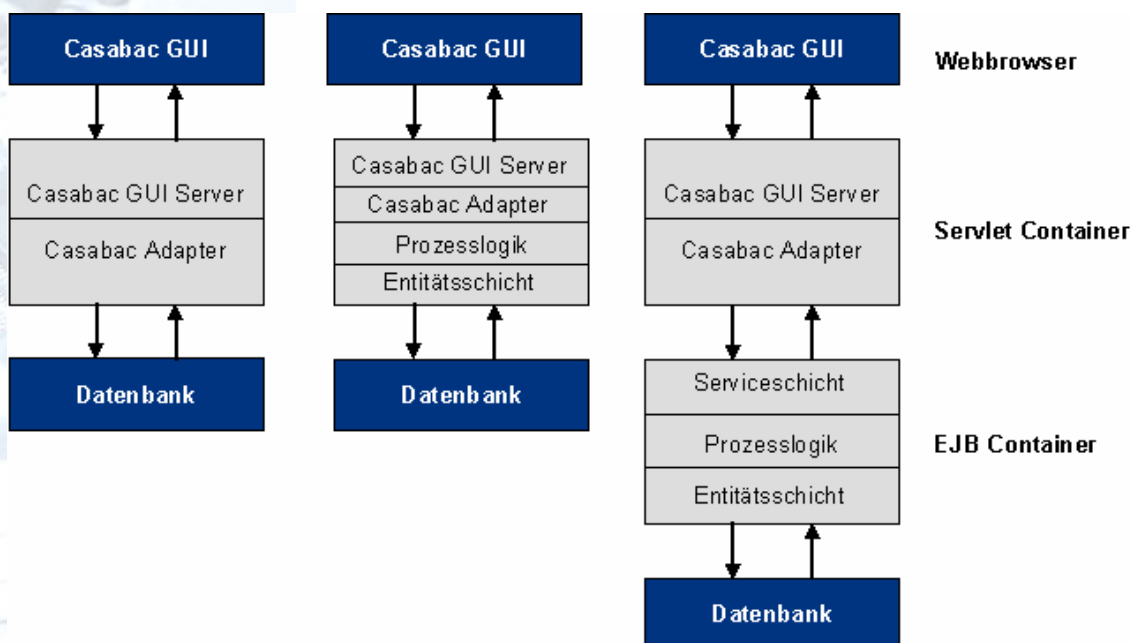 Casabac GUI
Casabac GUI Server
Casabac Adapter
Datenbank
Casabac GUI
Casabac GUI Server
Casabac Adapter
Prozesslogik
Entitätsschicht
Datenbank
Casabac GUI
Casabac GUI Server
Casabac Adapter
Serviceschicht
Prozesslogik
Entitätsschicht
Datenbank
Webbrowser
Servlet Container
EJB Container